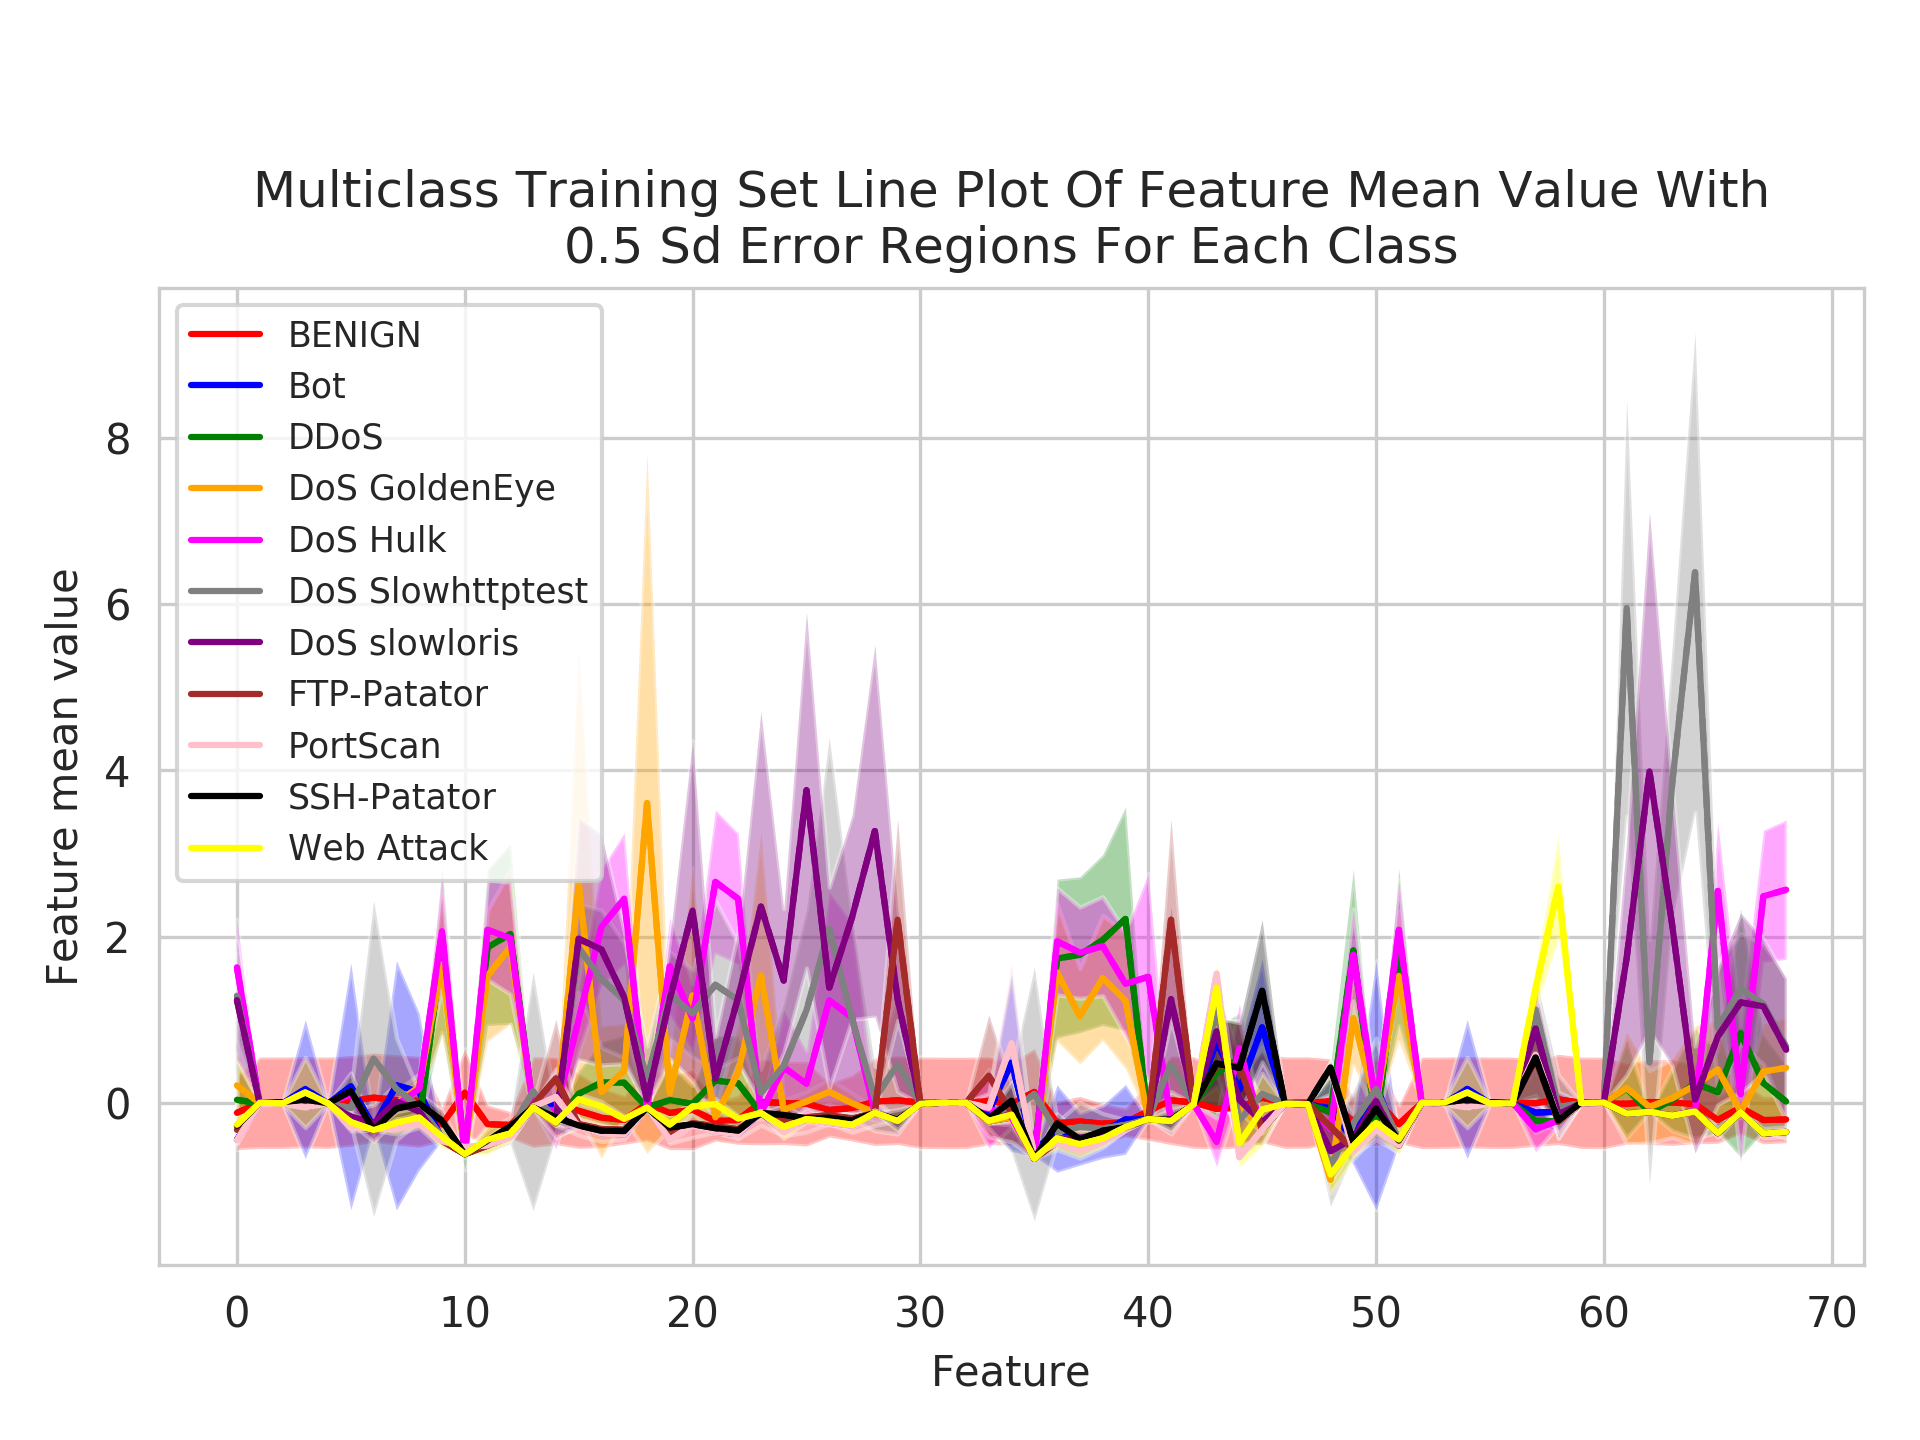 Multiclass Training Set Line Plot Of Feature Mean Value With
0.5 Sd Error Regions For Each Class
BENIGN
Bot
DDoS
DoS GoldenEye
DoS Hulk
DoS Slowhttptest
DoS slowloris
FTP-Patator
PortScan
SSH-Patator
Web Attack
Feature mean value
8
6
4
2
0
0 10 20 30 40 50 60 70
Feature